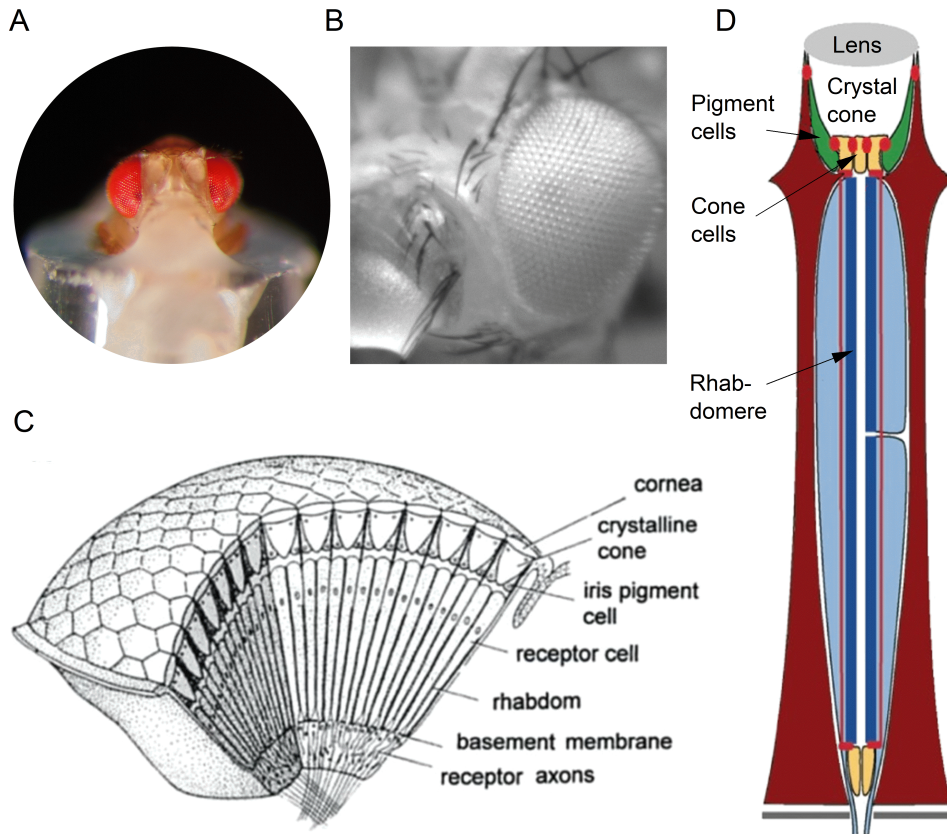 A
B
D
Lens
Crystal
cone
Pigment
cells
Cone
cells
Rhab-
domere
C
cornea
crystalline
cone
iris pigment
cell
receptor cell
rhabdom
basement membrane
receptor axons